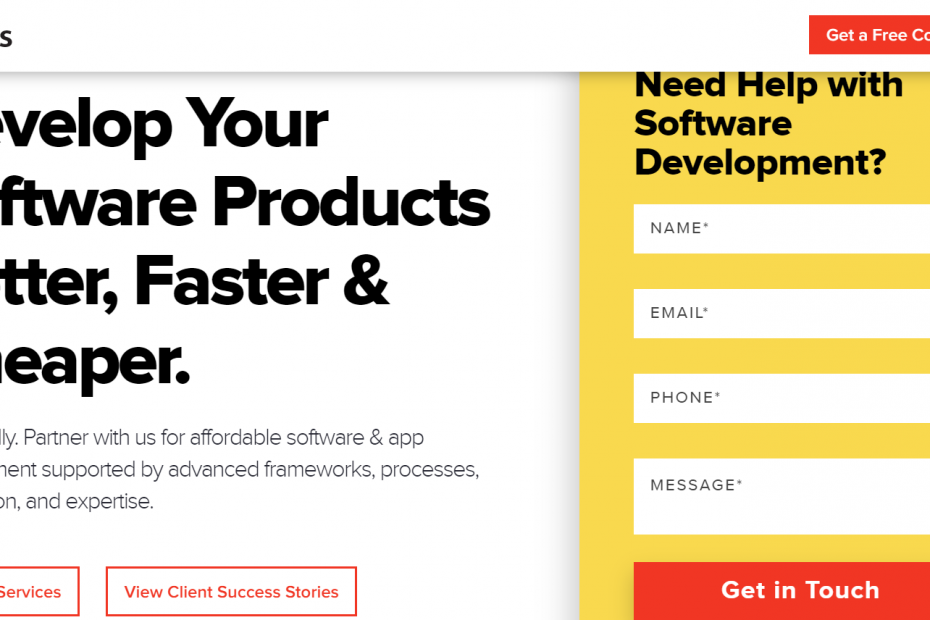 s
Get a Free Co
evelop Your
ftware Products
tter, Faster &
eaper.
lly. Partner with us for affordable software & app
ment supported by advanced frameworks, processes,
on, and expertise.
Services
View Client Success Stories
Need Help with
Software
Development?
NAME*
EMAIL*
PHONE*
MESSAGE*
Get in Touch